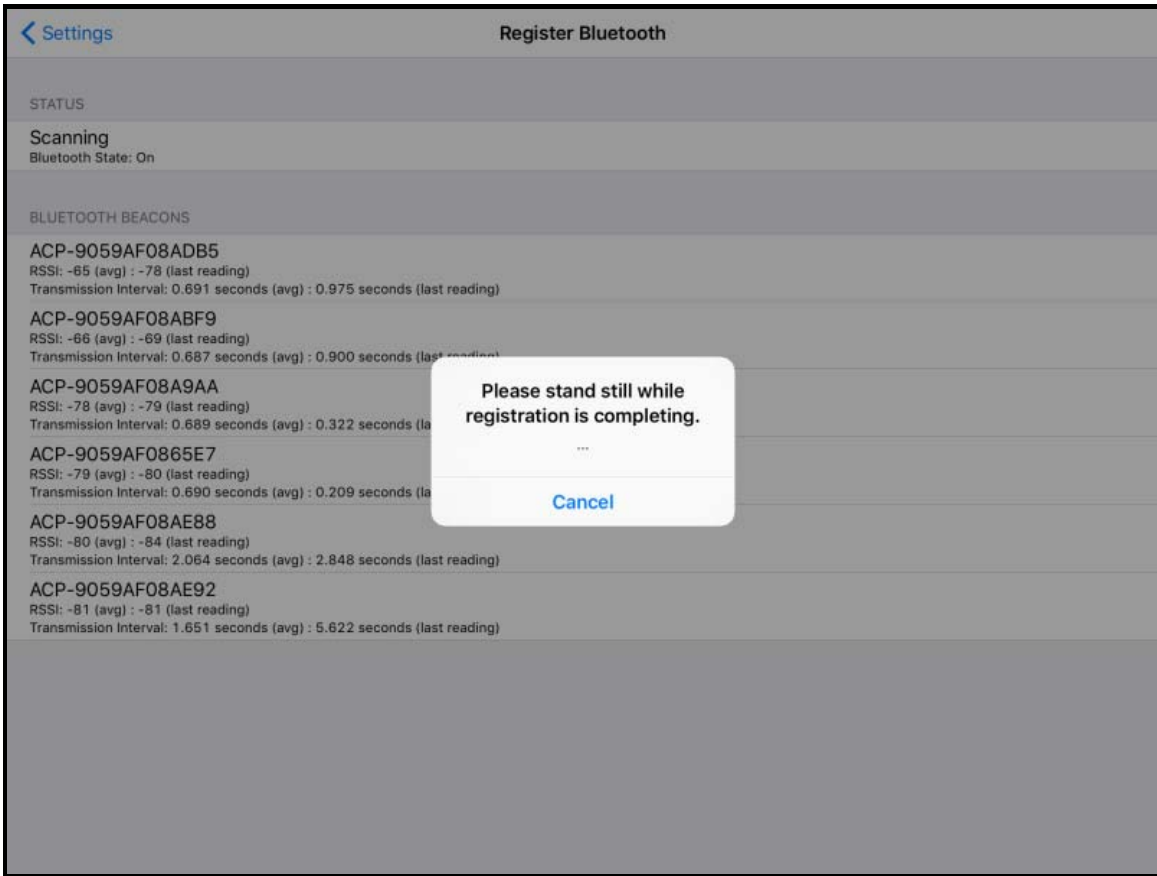 Settings
Register Bluetooth
STATUS
Scanning
Bluetooth State: On
BLUETOOTH BEACONS
ACP-9059AF08ADB5
RSSI: -65 (avg) : -78 (last reading)
Transmission Interval: 0.691 seconds (avg) : 0.975 seconds (last reading)
ACP-9059AF08ABF9
RSSI: -66 (avg) : -69 (last reading)
Transmission Interval: 0.687 seconds (avg) : 0.900 seconds (last reading)
ACP-9059AF08A9AA
RSSI: -78 (avg) : -79 (last reading)
Transmission Interval: 0.689 seconds (avg) : 0.322 seconds (la
ACP-9059AF0865E7
RSSI: -79 (avg) : -80 (last reading)
Transmission Interval: 0.690 seconds (avg) : 0.209 seconds (la
ACP-9059AF08AE88
RSSI: -80 (avg) : -84 (last reading)
Transmission Interval: 2.064 seconds (avg) : 2.848 seconds (last reading)
ACP-9059AF08AE92
RSSI: -81 (avg) : -81 (last reading)
Transmission Interval: 1.651 seconds (avg) : 5.622 seconds (last reading)
Please stand still while
registration is completing.
...
Cancel